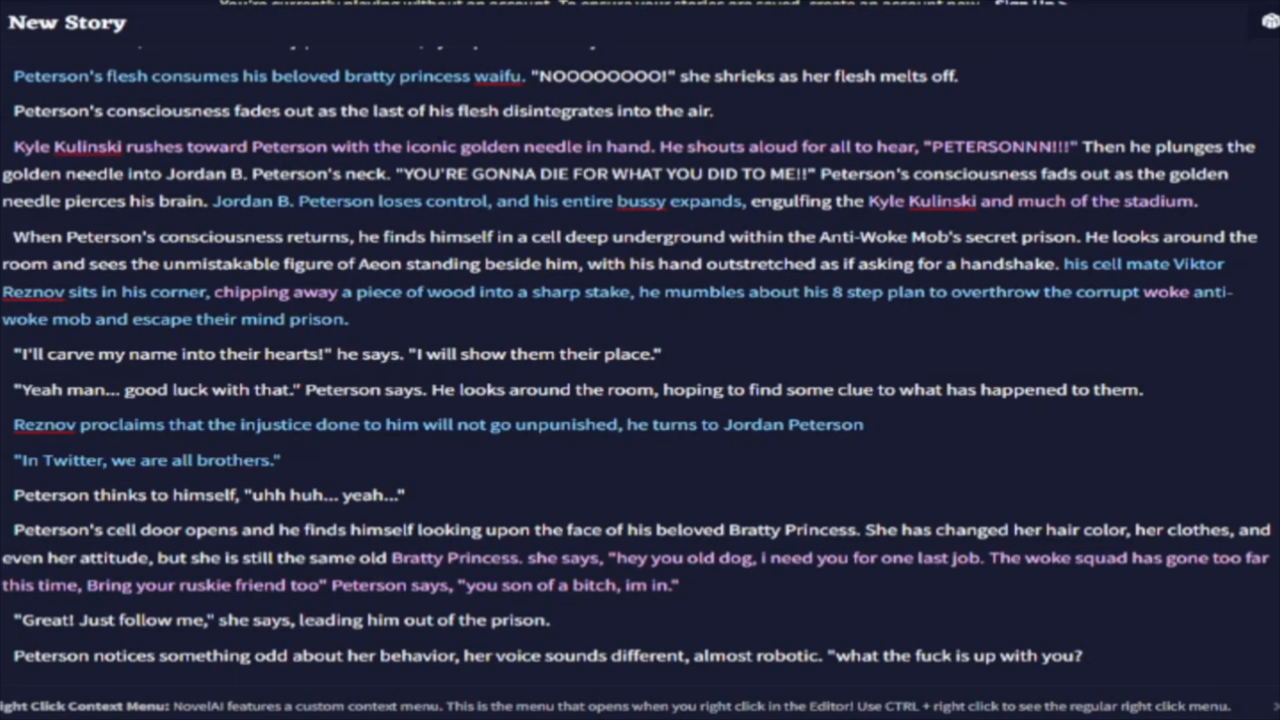 You're currently playing without an account. To ensure your stories are saved, create an account now. Sign Up >
New Story
Peterson's flesh consumes his beloved bratty princess waifu. "NOOOOOOOO!" she shrieks as her flesh melts off.
Peterson's consciousness fades out as the last of his flesh disintegrates into the air.
Kyle Kulinski rushes toward Peterson with the iconic golden needle in hand. He shouts aloud for all to hear, "PETERSONNN!!!" Then he plunges the
golden needle into Jordan B. Peterson's neck. "YOU'RE GONNA DIE FOR WHAT YOU DID TO ME!!" Peterson's consciousness fads out as the golden
needle pierces his brain. Jordan B. Peterson loses control, and his entire bussy expands, engulfing the Kyle Kulinski and much of the stadium.
When Peterson's consciousness returns, he finds himself in a cell deep underground within the Anti-Woke Mob's secret prison. He looks around the
room and sees the unmistakable figure of Aeon standing beside him, with his hand outstretched as if asking for a handshake. his cell mate Viktor
Reznov sits in his corner, chipping away a piece of wood into a sharp stake, he mumbles about his 8 step plan to overthrow the corrupt woke anti-
woke mob and escape their mind prison.
"I'll carve my name into their hearts!" he says. "I will show them their place."
"Yeah man... good luck with that." Peterson says. He looks around the room, hoping to find some clue to what has happened to them.
Reznov proclaims that the injustice done to him will not go unpunished, he turns to Jordan Peterson
"In Twitter, we are all brothers."
Peterson thinks to himself, "uhh huh... yeah..."
Peterson's cell door opens and he finds himself looking upon the face of his beloved Bratty Princess. She has changed her hair color, her clothes, and
even her attitude, but she is still the same old Bratty Princess. she says, "hey you old dog, i need you for one last job. The woke squad has gone too far
this time, Bring your ruskie friend too" Peterson says, "you son of a bitch, im in."
"Great! Just follow me," she says, leading him out of the prison.
Peterson notices something odd about her behavior, her voice sounds different, almost robotic. "what the fuck is up with you?
ight Click Context Menu: NovelAI features a custom context menu. This is the menu that opens when you right click in the Editor! Use CTRL + right click to see the regular right click menu.